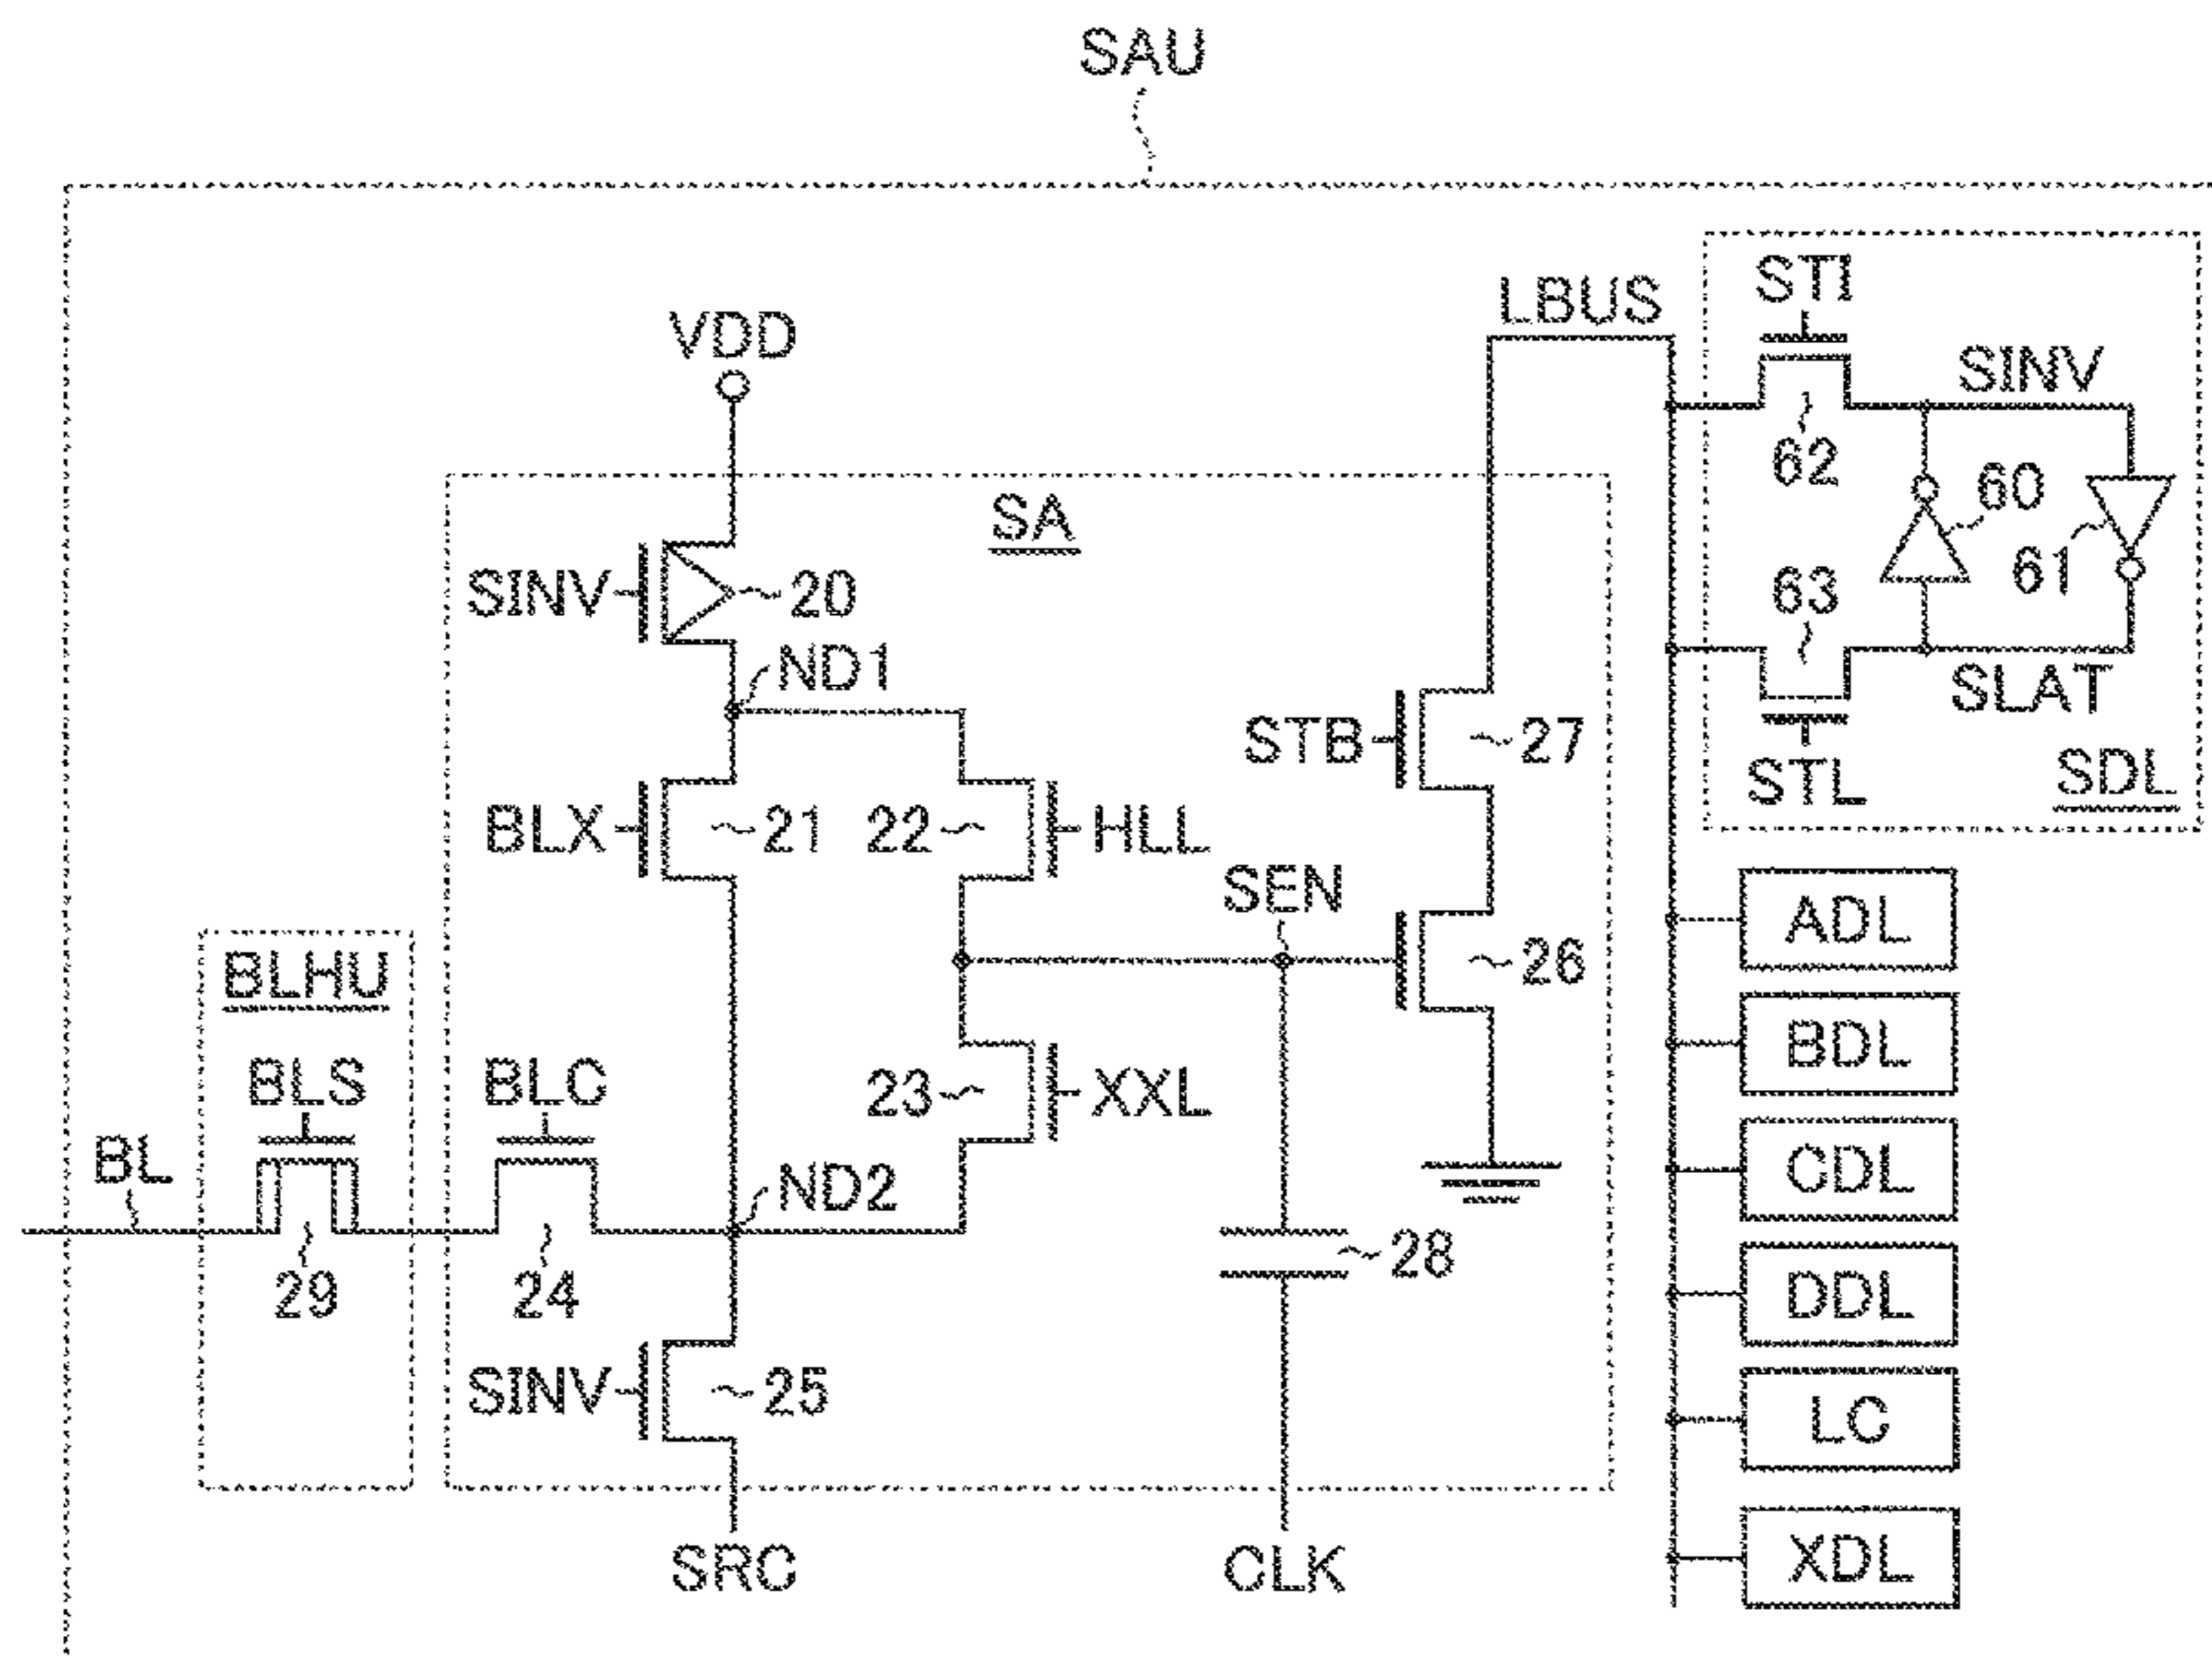 SAU
LBUS
STI
VDD
SINV
62
60
SA
61
SINV
20
63
ND1
SLAT
STB
27
STL
SDL
BLX
21
22
HLL
SEN
ADL
BLHU
26
BDL
BLS
BLC
23
XXL
BL
CDL
ND2
28
29
24
DDL
SINV
25
LC
SRC
CLK
XDL